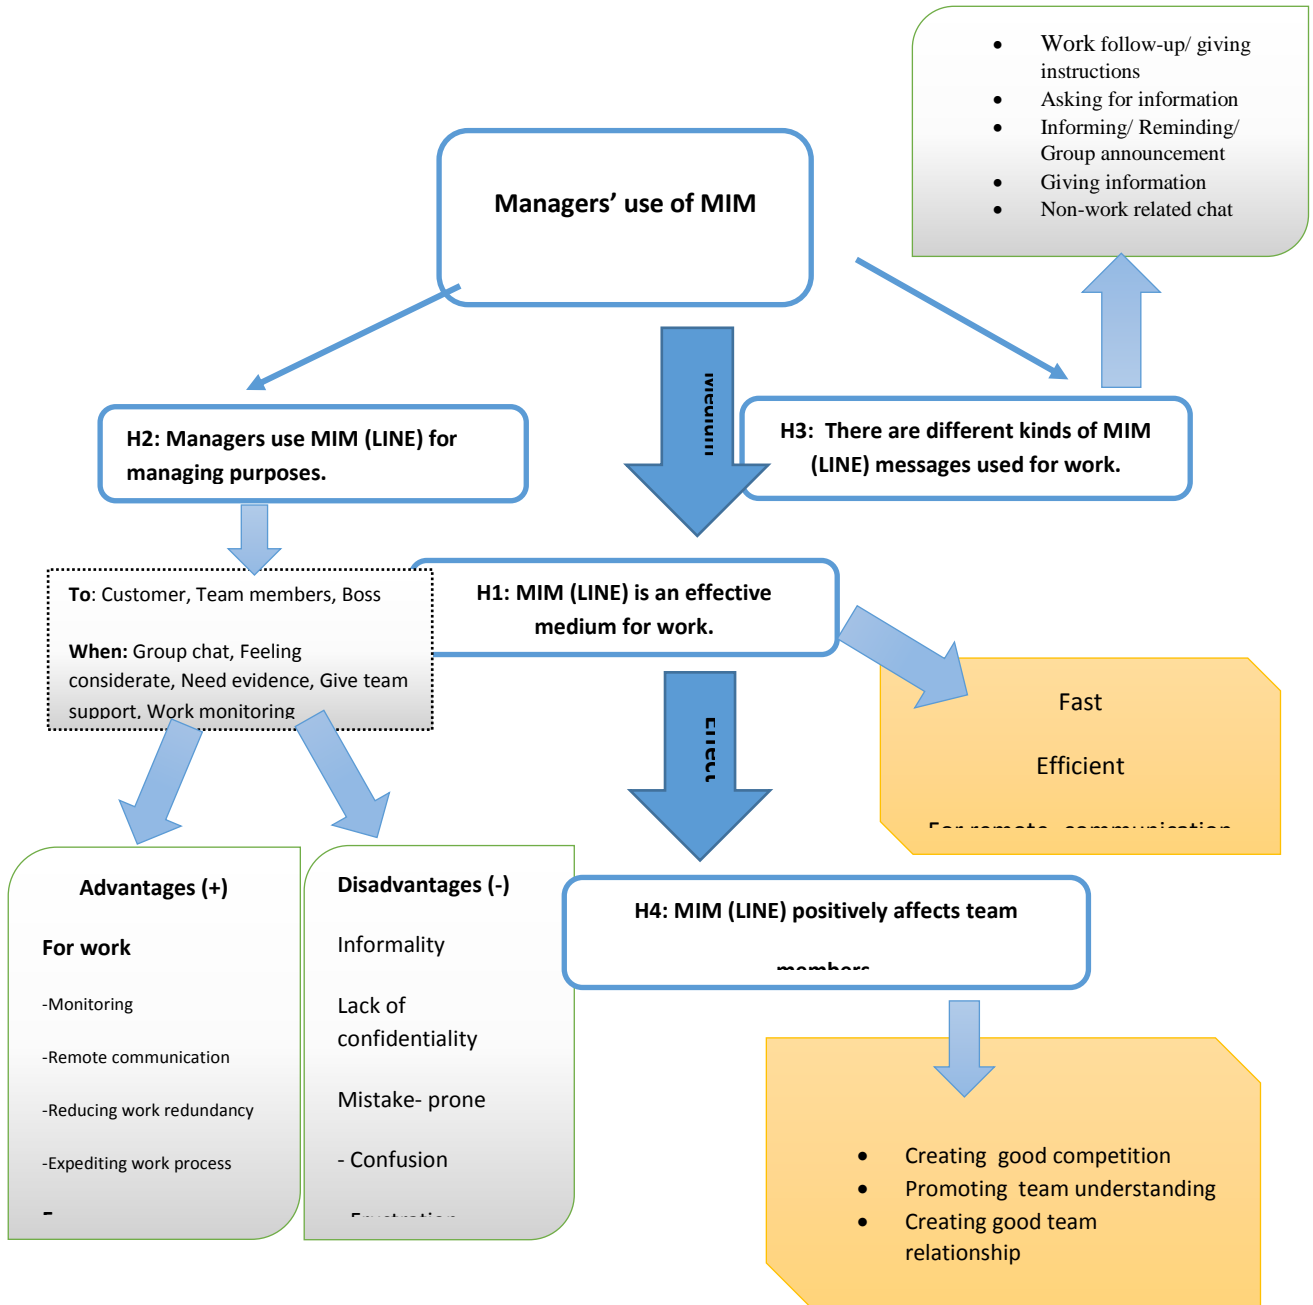 Work follow-up/ giving
instructions
Asking for information
Informing/ Reminding/
Group announcement
Giving information
Non-work related chat
Managers’ use of MIM
H2: Managers use MIM (LINE) for
managing purposes.
H3: There are different kinds of MIM
(LINE) messages used for work.
To: Customer, Team members, Boss
When: Group chat, Feeling
considerate, Need evidence, Give team
support, Work monitoring
H1: MIM (LINE) is an effective
medium for work.
Fast
Efficient
For remote communication
Advantages (+)
For work
-Monitoring
-Remote communication
-Reducing work redundancy
-Expediting work process
Disadvantages (-)
Informality
Lack of
confidentiality
Mistake- prone
- Confusion
- Frustration
H4: MIM (LINE) positively affects team
members
Creating good competition
Promoting team understanding
Creating good team
relationship